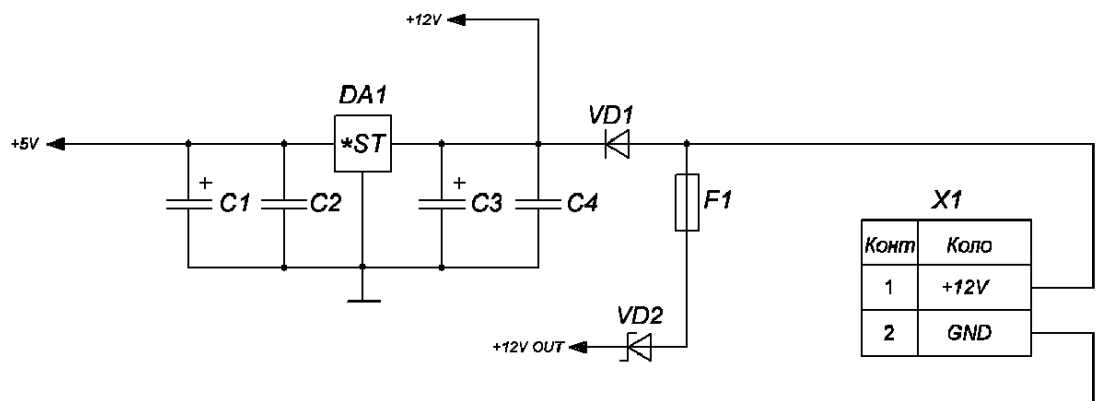 +12V
DA1
VD1
+5V
*ST
+
C1
C2
+
C3
C4
F1
X1
Конт Коло
1 +12V
2 GND
VD2
+12V OUT